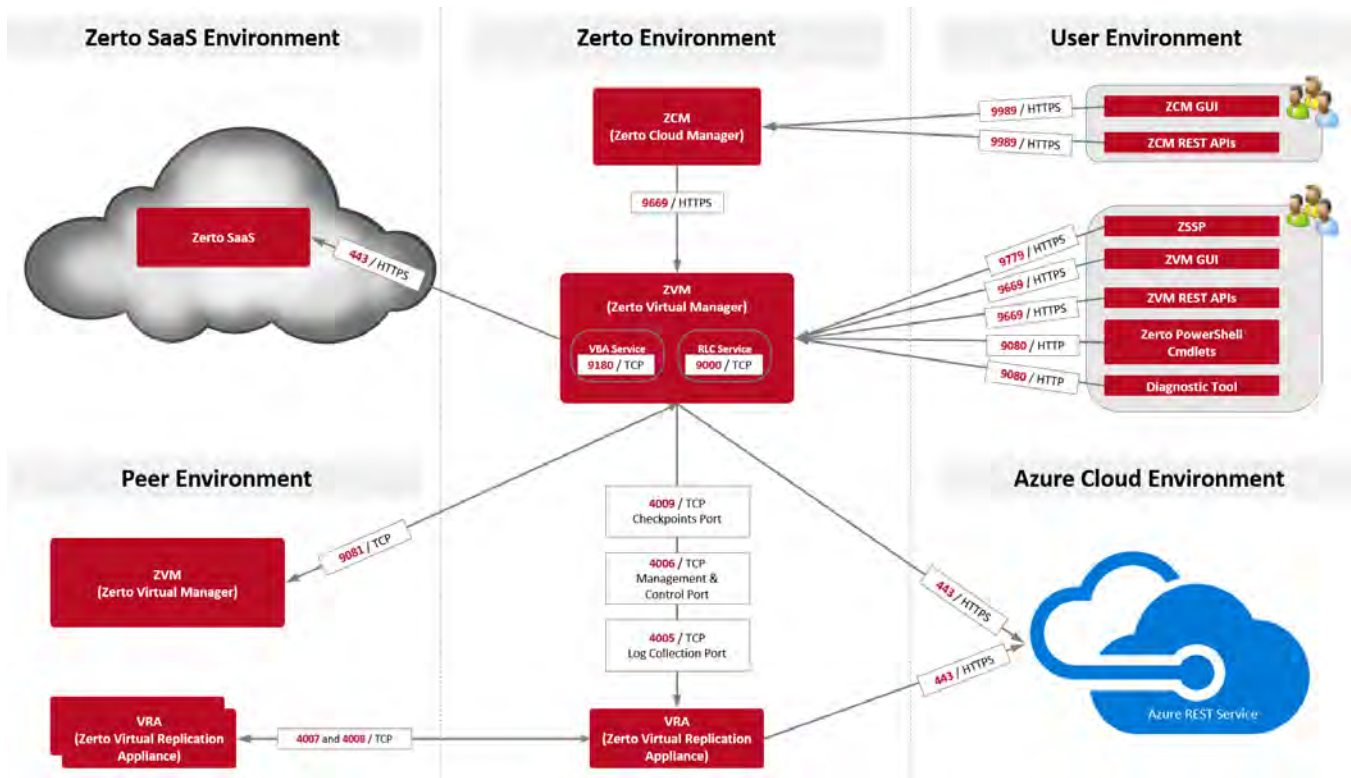 Zerto SaaS Environment
Zerto Environment
User Environment
ZCM
(Zerto Cloud Manager)
9989 / HTTPS
ZCM GUI
9989 / HTTPS
ZCM REST APIs
9669 / HTTPS
Zerto SaaS
443 / HTTPS
ZVM
(Zerto Virtual Manager)
VBA Service
9180 / TCP
RLC Service
9000 / TCP
9779 / HTTPS
ZSSP
9669 / HTTPS
ZVM GUI
9669 / HTTPS
ZVM REST APIs
9080 / HTTP
Zerto PowerShell
Cmdlets
9080 / HTTP
Diagnostic Tool
Peer Environment
Azure Cloud Environment
ZVM
(Zerto Virtual Manager)
9081 / TCP
4009 / TCP
Checkpoints Port
4006 / TCP
Management &
Control Port
4005 / TCP
Log Collection Port
443 / HTTPS
443 / HTTPS
Azure REST Service
VRA
(Zerto Virtual Replication
Appliance)
4007 and 4008 / TCP
VRA
(Zerto Virtual Replication
Appliance)